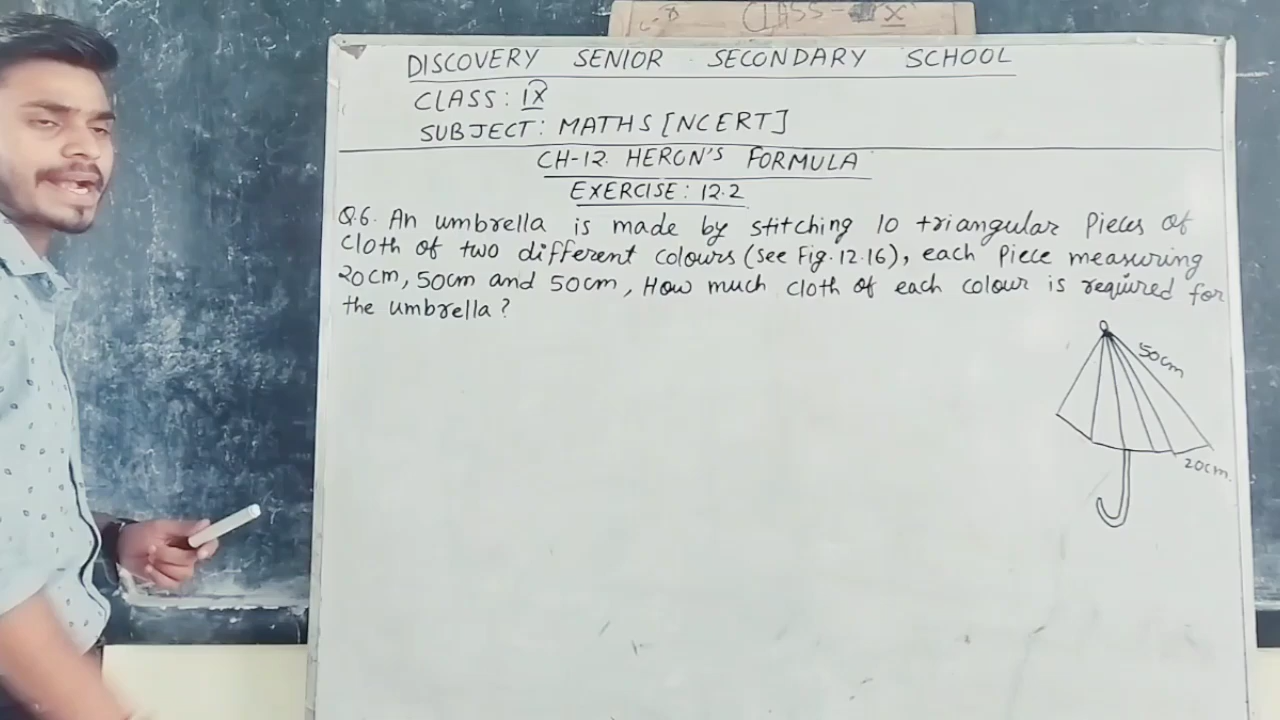 CLASS - IX
DISCOVERY SENIOR SECONDARY SCHOOL
CLASS: IX
SUBJECT: MATHS [NCERT]
CH-12. HERON'S FORMULA
EXERCISE: 12.2
Q.6. An umbrella is made by stitching 10 triangular Pieces of
Cloth of two different colours (see Fig. 12.16), each Piece measuring
20cm, 50cm and 50cm, How much cloth of each colour is required for
the umbrella?
50cm
20cm.